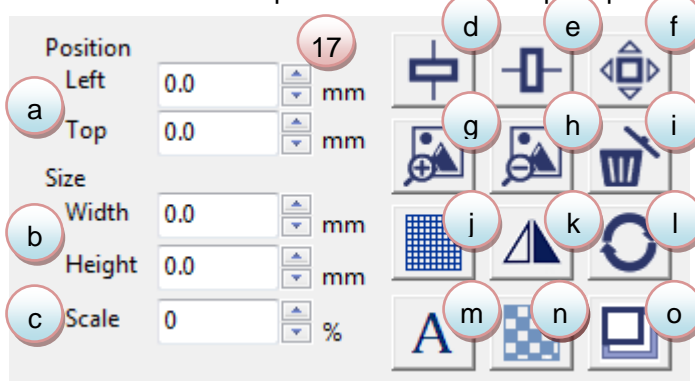 Position 17 d e f
a Left 0.0 mm
Top 0.0 mm
g h i
Size
b Width 0.0 mm
j k l
Height 0.0 mm
c Scale 0 %
A m n o